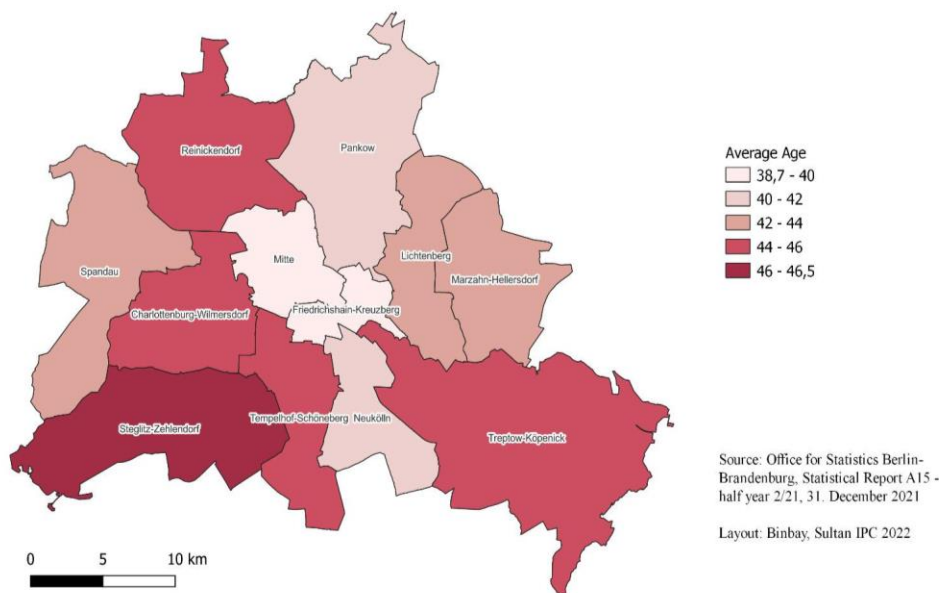 Reinickendorf
Pankow
Average Age
38,7 - 40
40 - 42
42 - 44
44 - 46
46 - 46,5
Mitte
Lichtenberg
Spandau
Marzahn-Hellersdorf
Charlottenburg-Wilmersdorf
Friedrichshain-Kreuzberg
Steglitz-Zehlendorf
Tempelhof-Schöneberg
Neukölln
Treptow-Köpenick
Source: Office for Statistics Berlin-
Brandenburg, Statistical Report A15 -
half year 2/21, 31. December 2021
Layout: Binbay, Sultan IPC 2022
0 5 10 km